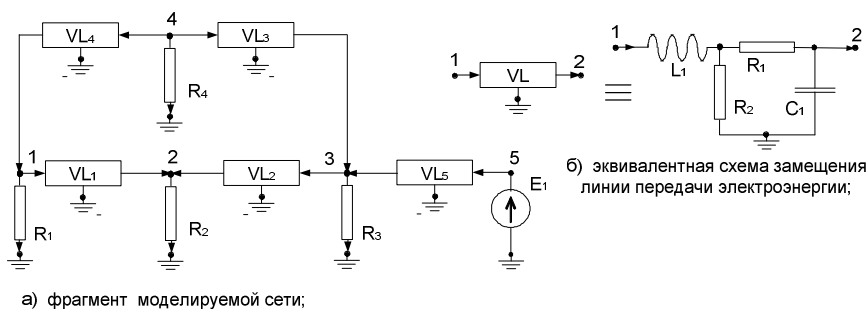 4
VL4
VL3
R4
1
VL1
2
VL2
3
VL5
5
E1
R1
R2
R3
а) фрагмент моделируемой сети;
1
VL
2
1
L1
R1
2
R2
C1
б) эквивалентная схема замещения
линии передачи электроэнергии;